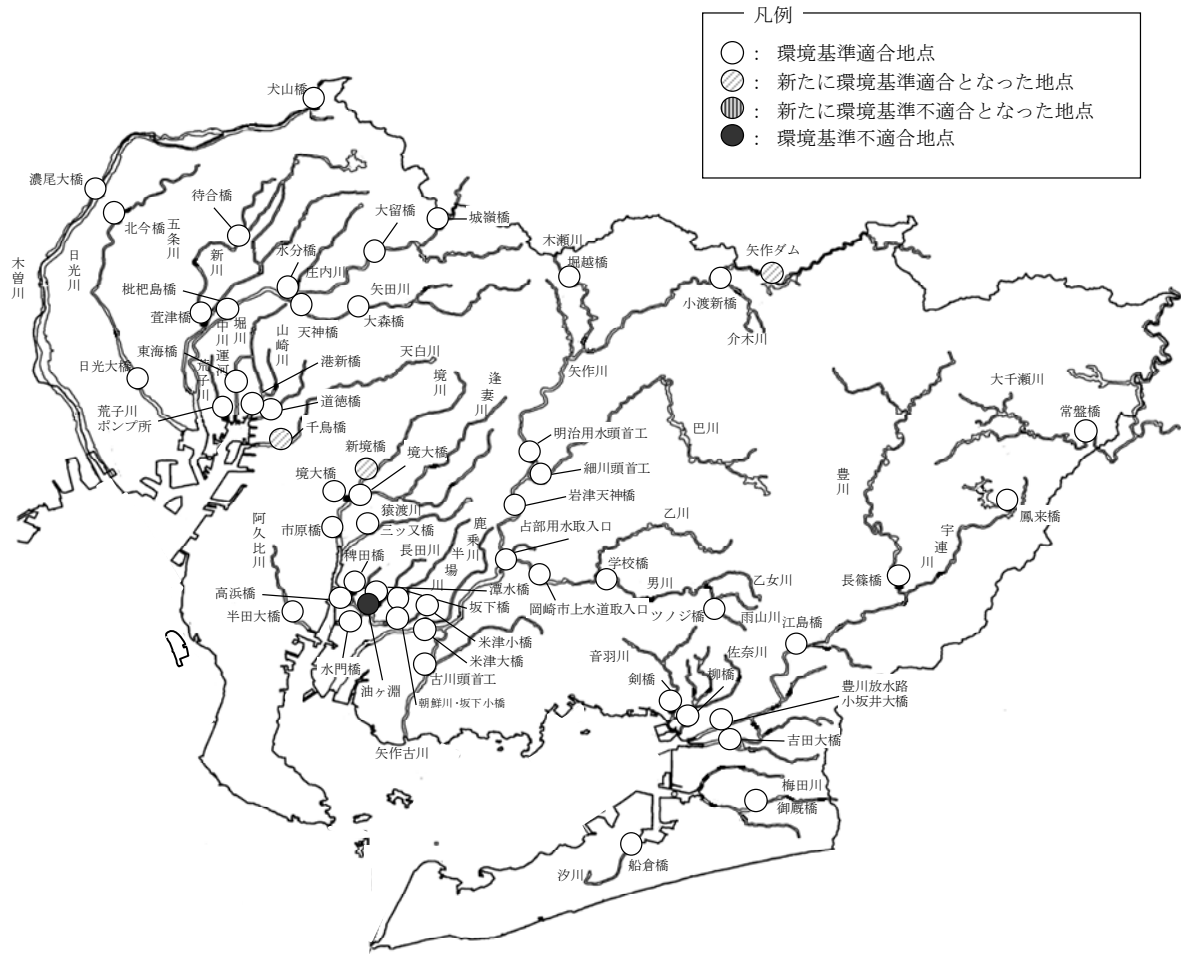 凡例
○： 環境基準適合地点
： 新たに環境基準適合となった地点
： 新たに環境基準不適合となった地点
●： 環境基準不適合地点
犬山橋
濃尾大橋
北今橋
五条川
待合橋
新川
水分橋
大留橋
城嶺橋
庄内川
木曽川
日光川
枇杷島橋
萱津橋
堀川
中川運河
天神橋
矢田川
大森橋
山崎川
東海橋
荒子川
港新橋
天白川
日光大橋
荒子川
ポンプ所
道徳橋
千鳥橋
木瀬川
堀越橋
矢作ダム
小渡新橋
介木川
矢作川
境川
逢妻川
新境橋
境大橋
境大橋
明治用水頭首工
細川頭首工
岩津天神橋
巴川
大千瀬川
常盤橋
豊川
鳳来橋
宇連川
長篠橋
阿久比川
市原橋
猿渡川
三ッ又橋
稗田橋
長田川
半場川
鹿乗川
占部用水取入口
乙川
学校橋
男川
乙女川
岡崎市上水道取入口
ツノジ橋
雨山川
高浜橋
半田大橋
潭水橋
坂下橋
米津小橋
米津大橋
古川頭首工
水門橋
油ヶ淵
朝鮮川・坂下小橋
矢作古川
江島橋
音羽川
佐奈川
剣橋
柳橋
豊川放水路
小坂井大橋
吉田大橋
梅田川
御厩橋
船倉橋
汐川